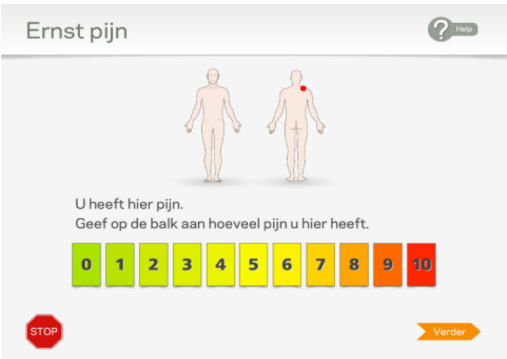 Ernst pijn
Help
U heeft hier pijn.
Geef op de balk aan hoeveel pijn u hier heeft.
0 1 2 3 4 5 6 7 8 9 10
STOP
Verder